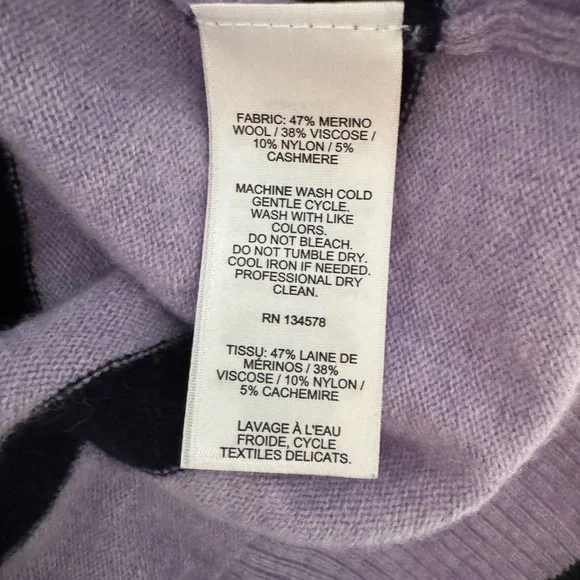 FABRIC: 47% MERINO
WOOL / 38% VISCOSE /
10% NYLON / 5%
CASHMERE
MACHINE WASH COLD
GENTLE CYCLE.
WASH WITH LIKE
COLORS.
DO NOT BLEACH.
DO NOT TUMBLE DRY.
COOL IRON IF NEEDED.
PROFESSIONAL DRY
CLEAN.
RN 134578
TISSU: 47% LAINE DE
MÉRINOS / 38%
VISCOSE / 10% NYLON /
5% CACHEMIRE
LAVAGE À L'EAU
FROIDE, CYCLE
TEXTILES DELICATS.